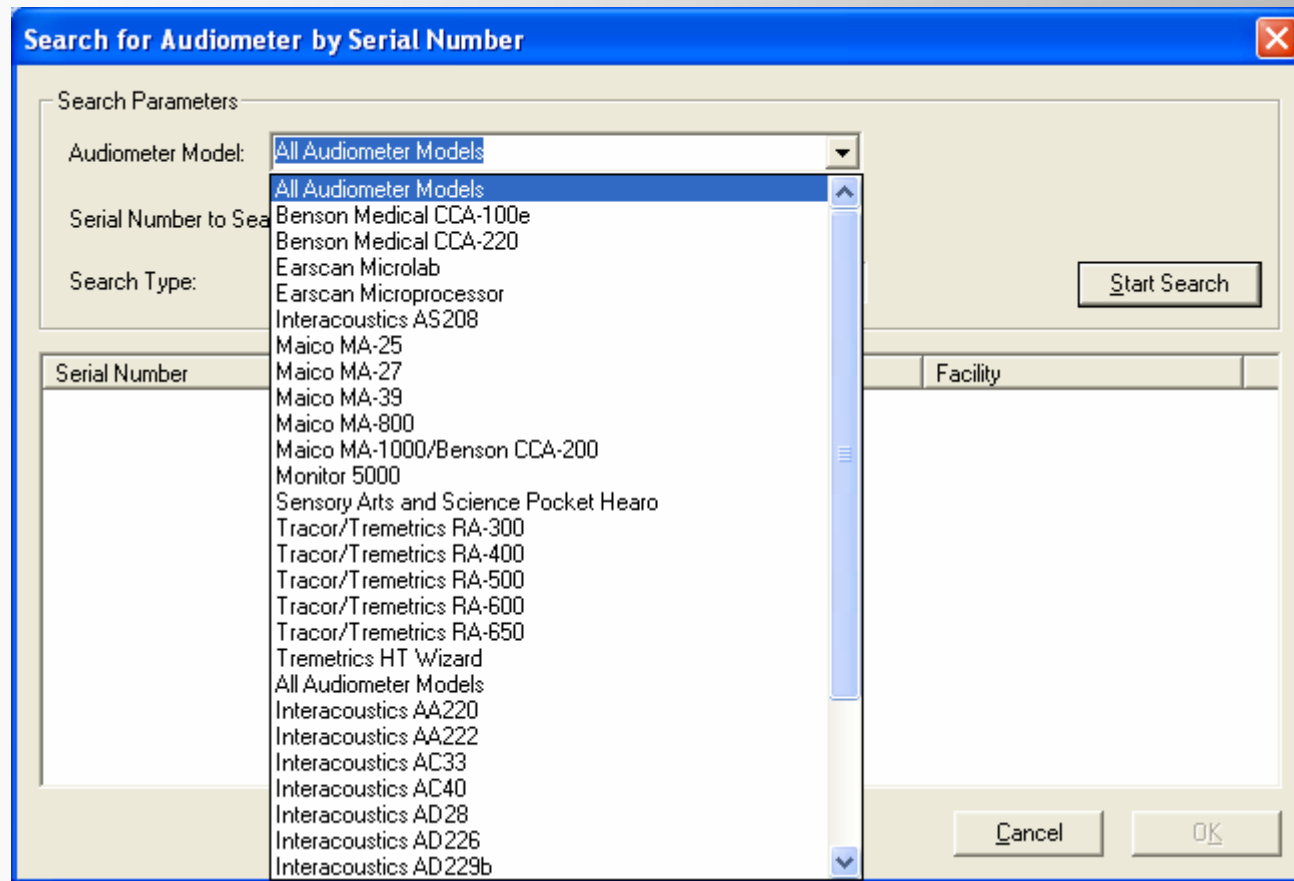 Search for Audiometer by Serial Number
Search Parameters
Audiometer Model:
All Audiometer Models
All Audiometer Models
Benson Medical CCA-100e
Serial Number to Sea
Benson Medical CCA-220
Earscan Microlab
Search Type:
Earscan Microprocessor
Start Search
Interacoustics AS208
Maico MA-25
Serial Number
Maico MA-27
Facility
Maico MA-39
Maico MA-800
Maico MA-1000/Benson CCA-200
Monitor 5000
Sensory Arts and Science Pocket Hearo
Tracor/Tremetrics RA-300
Tracor/Tremetrics RA-400
Tracor/Tremetrics RA-500
Tracor/Tremetrics RA-600
Tracor/Tremetrics RA-650
Tremetrics HT Wizard
All Audiometer Models
Interacoustics AA220
Interacoustics AA222
Interacoustics AC33
Interacoustics AC40
Interacoustics AD28
Interacoustics AD226
Interacoustics AD229b
Cancel
OK